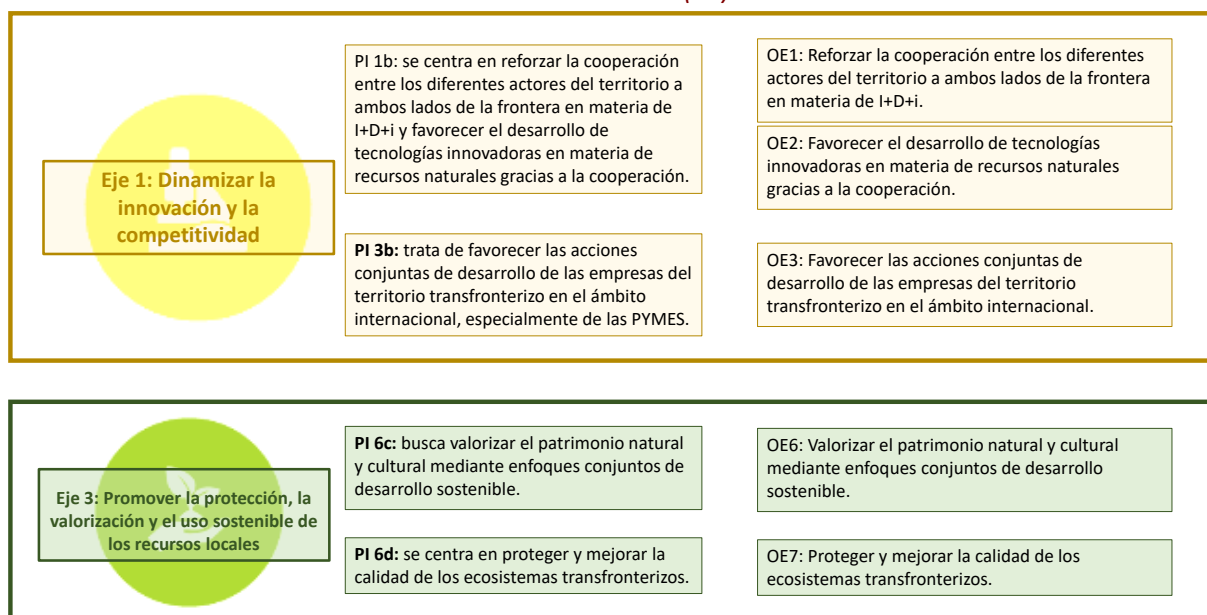 Eje 1: Dinamizar la
innovación y la
competitividad
PI 1b: se centra en reforzar la cooperación
entre los diferentes actores del territorio a
ambos lados de la frontera en materia de
I+D+i y favorecer el desarrollo de
tecnologías innovadoras en materia de
recursos naturales gracias a la cooperación.
OE1: Reforzar la cooperación entre los diferentes
actores del territorio a ambos lados de la frontera
en materia de I+D+i.
OE2: Favorecer el desarrollo de tecnologías
innovadoras en materia de recursos naturales
gracias a la cooperación.
PI 3b: trata de favorecer las acciones
conjuntas de desarrollo de las empresas del
territorio transfronterizo en el ámbito
internacional, especialmente de las PYMES.
OE3: Favorecer las acciones conjuntas de
desarrollo de las empresas del territorio
transfronterizo en el ámbito internacional.
Eje 3: Promover la protección, la
valorización y el uso sostenible de
los recursos locales
PI 6c: busca valorizar el patrimonio natural
y cultural mediante enfoques conjuntos de
desarrollo sostenible.
OE6: Valorizar el patrimonio natural y cultural
mediante enfoques conjuntos de desarrollo
sostenible.
PI 6d: se centra en proteger y mejorar la
calidad de los ecosistemas transfronterizos.
OE7: Proteger y mejorar la calidad de los
ecosistemas transfronterizos.